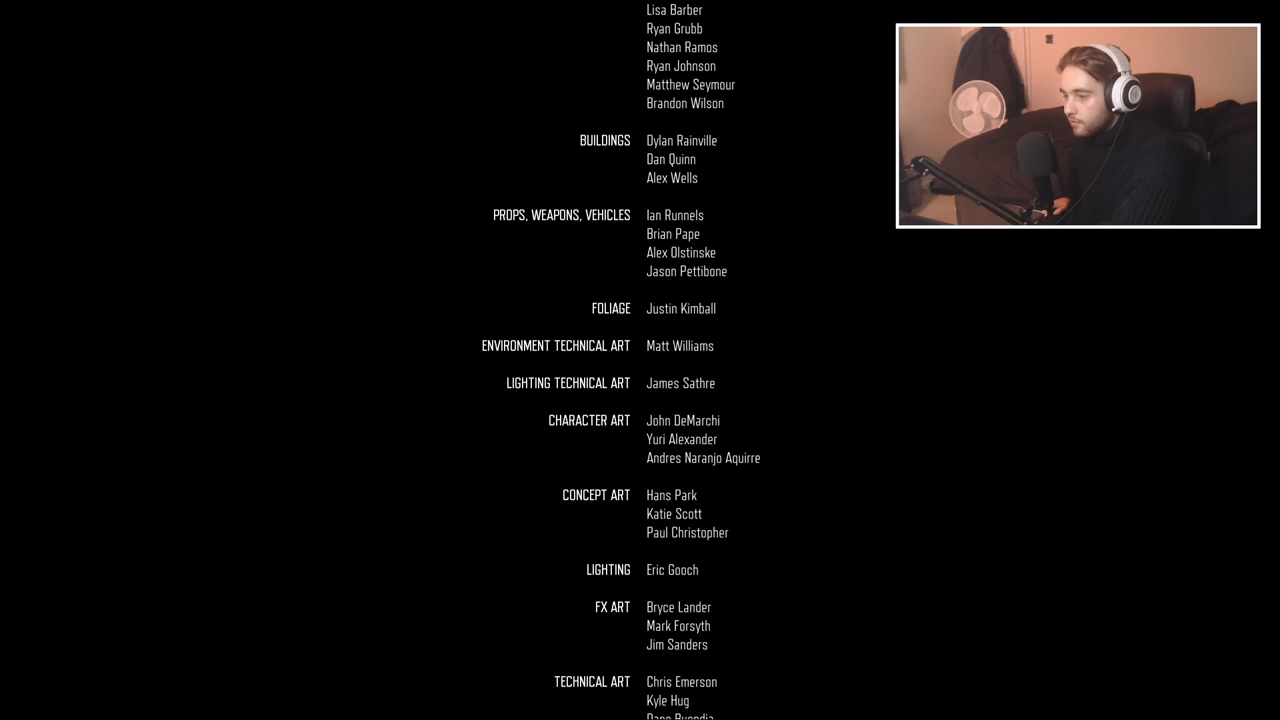 Lisa Barber
Ryan Grubb
Nathan Ramos
Ryan Johnson
Matthew Seymour
Brandon Wilson
BUILDINGS Dylan Rainville
Dan Quinn
Alex Wells
PROPS, WEAPONS, VEHICLES Ian Runnels
Brian Pape
Alex Olstinske
Jason Pettibone
FOLIAGE Justin Kimball
ENVIRONMENT TECHNICAL ART Matt Williams
LIGHTING TECHNICAL ART James Sathre
CHARACTER ART John DeMarchi
Yuri Alexander
Andres Naranjo Aquirre
CONCEPT ART Hans Park
Katie Scott
Paul Christopher
LIGHTING Eric Gooch
FX ART Bryce Lander
Mark Forsyth
Jim Sanders
TECHNICAL ART Chris Emerson
Kyle Hug